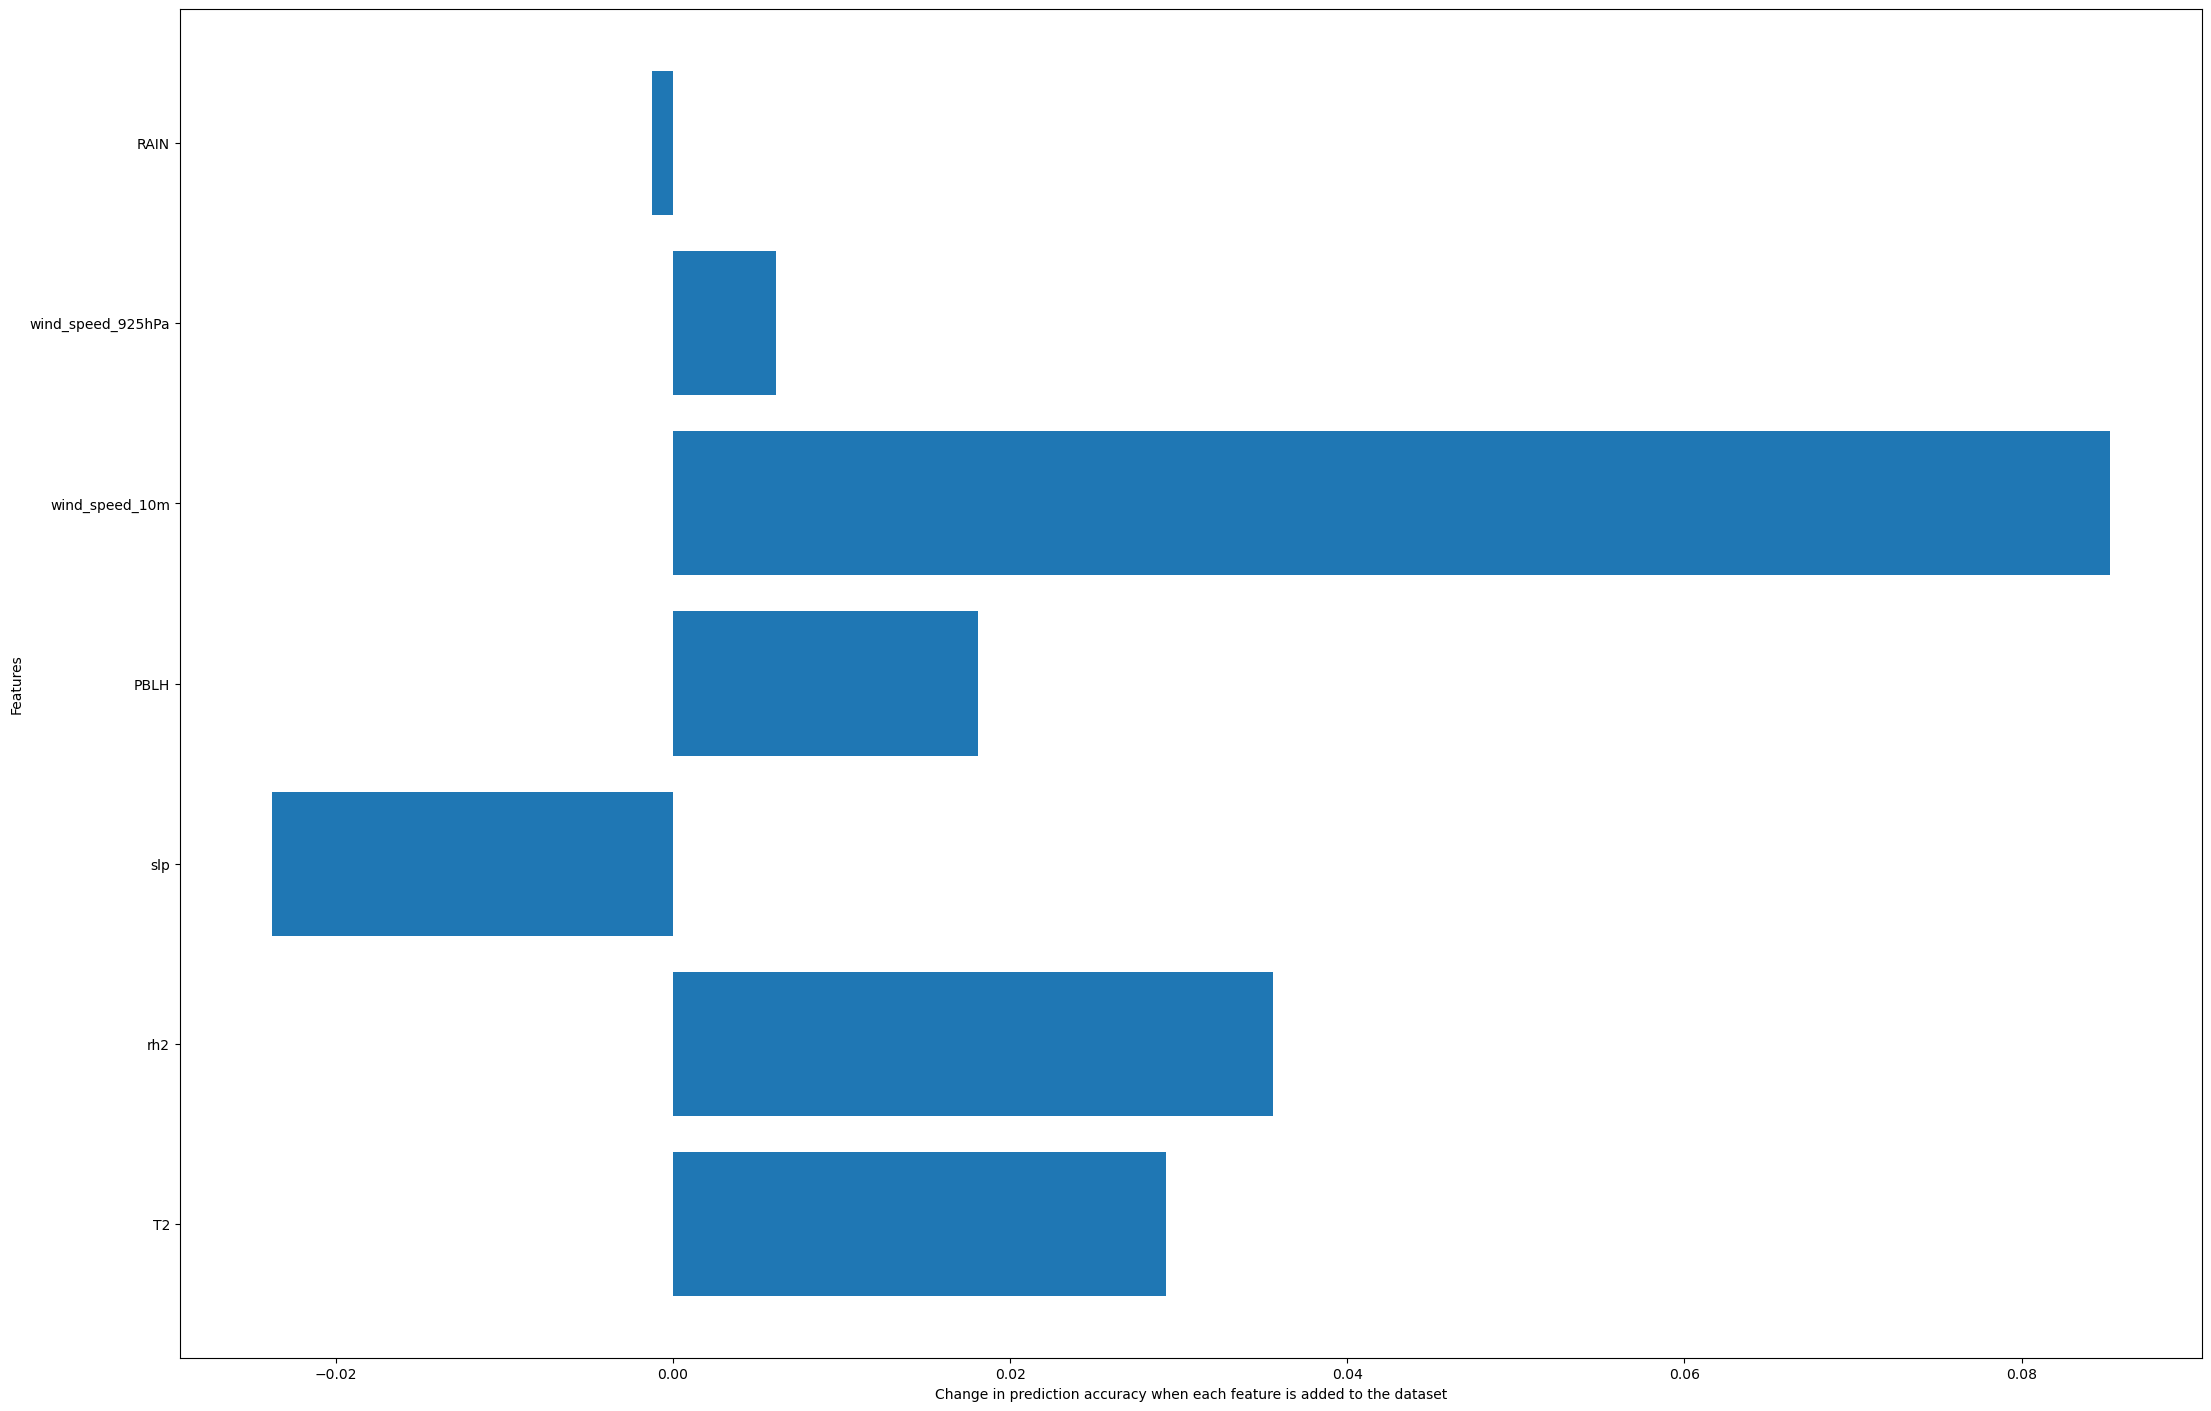 RAIN
wind_speed_925hPa
wind_speed_10m
PBLH
slp
rh2
T2
Features
−0.02
0.00
0.02
0.04
0.06
0.08
Change in prediction accuracy when each feature is added to the dataset